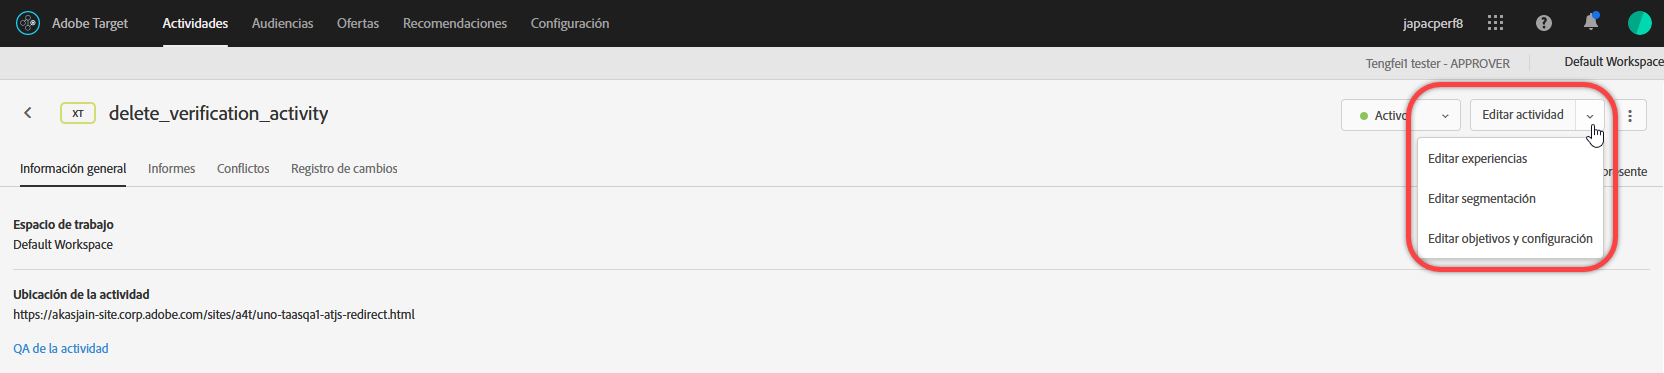 Adobe Target Actividades Audiencias Ofertas Recomendaciones Configuración japacperf8
Tengfei1 tester - APPROVER Default Workspace
XT delete_verification_activity Activo Editar actividad
Editar experiencias
Información general Informes Conflictos Registro de cambios presente
Editar segmentación
Espacio de trabajo
Default Workspace
Editar objetivos y configuración
Ubicación de la actividad
https://akasjain-site.corp.adobe.com/sites/a4t/uno-taasqa1-atjs-redirect.html
QA de la actividad